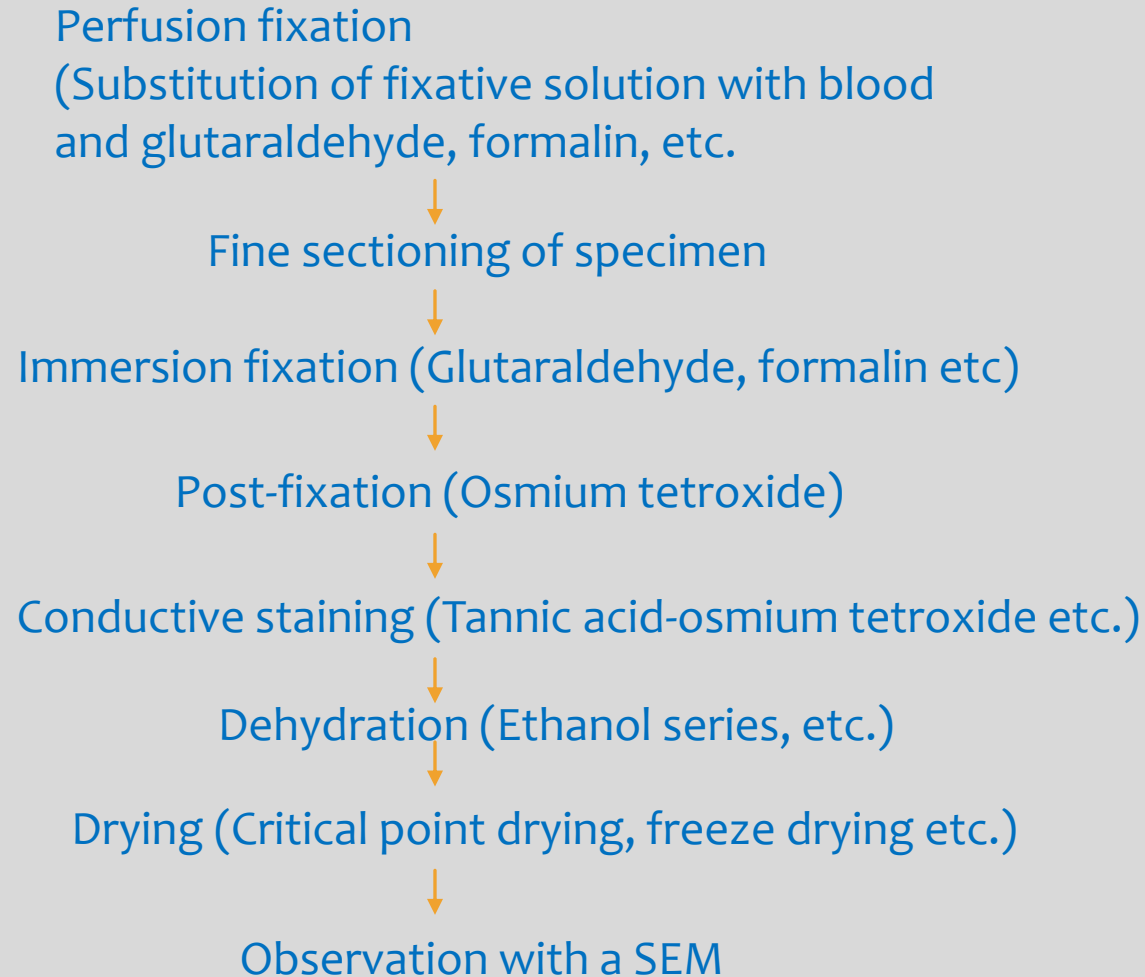 Perfusion fixation
(Substitution of fixative solution with blood
and glutaraldehyde, formalin, etc.
Fine sectioning of specimen
Immersion fixation (Glutaraldehyde, formalin etc)
Post-fixation (Osmium tetroxide)
Conductive staining (Tannic acid-osmium tetroxide etc.)
Dehydration (Ethanol series, etc.)
Drying (Critical point drying, freeze drying etc.)
Observation with a SEM